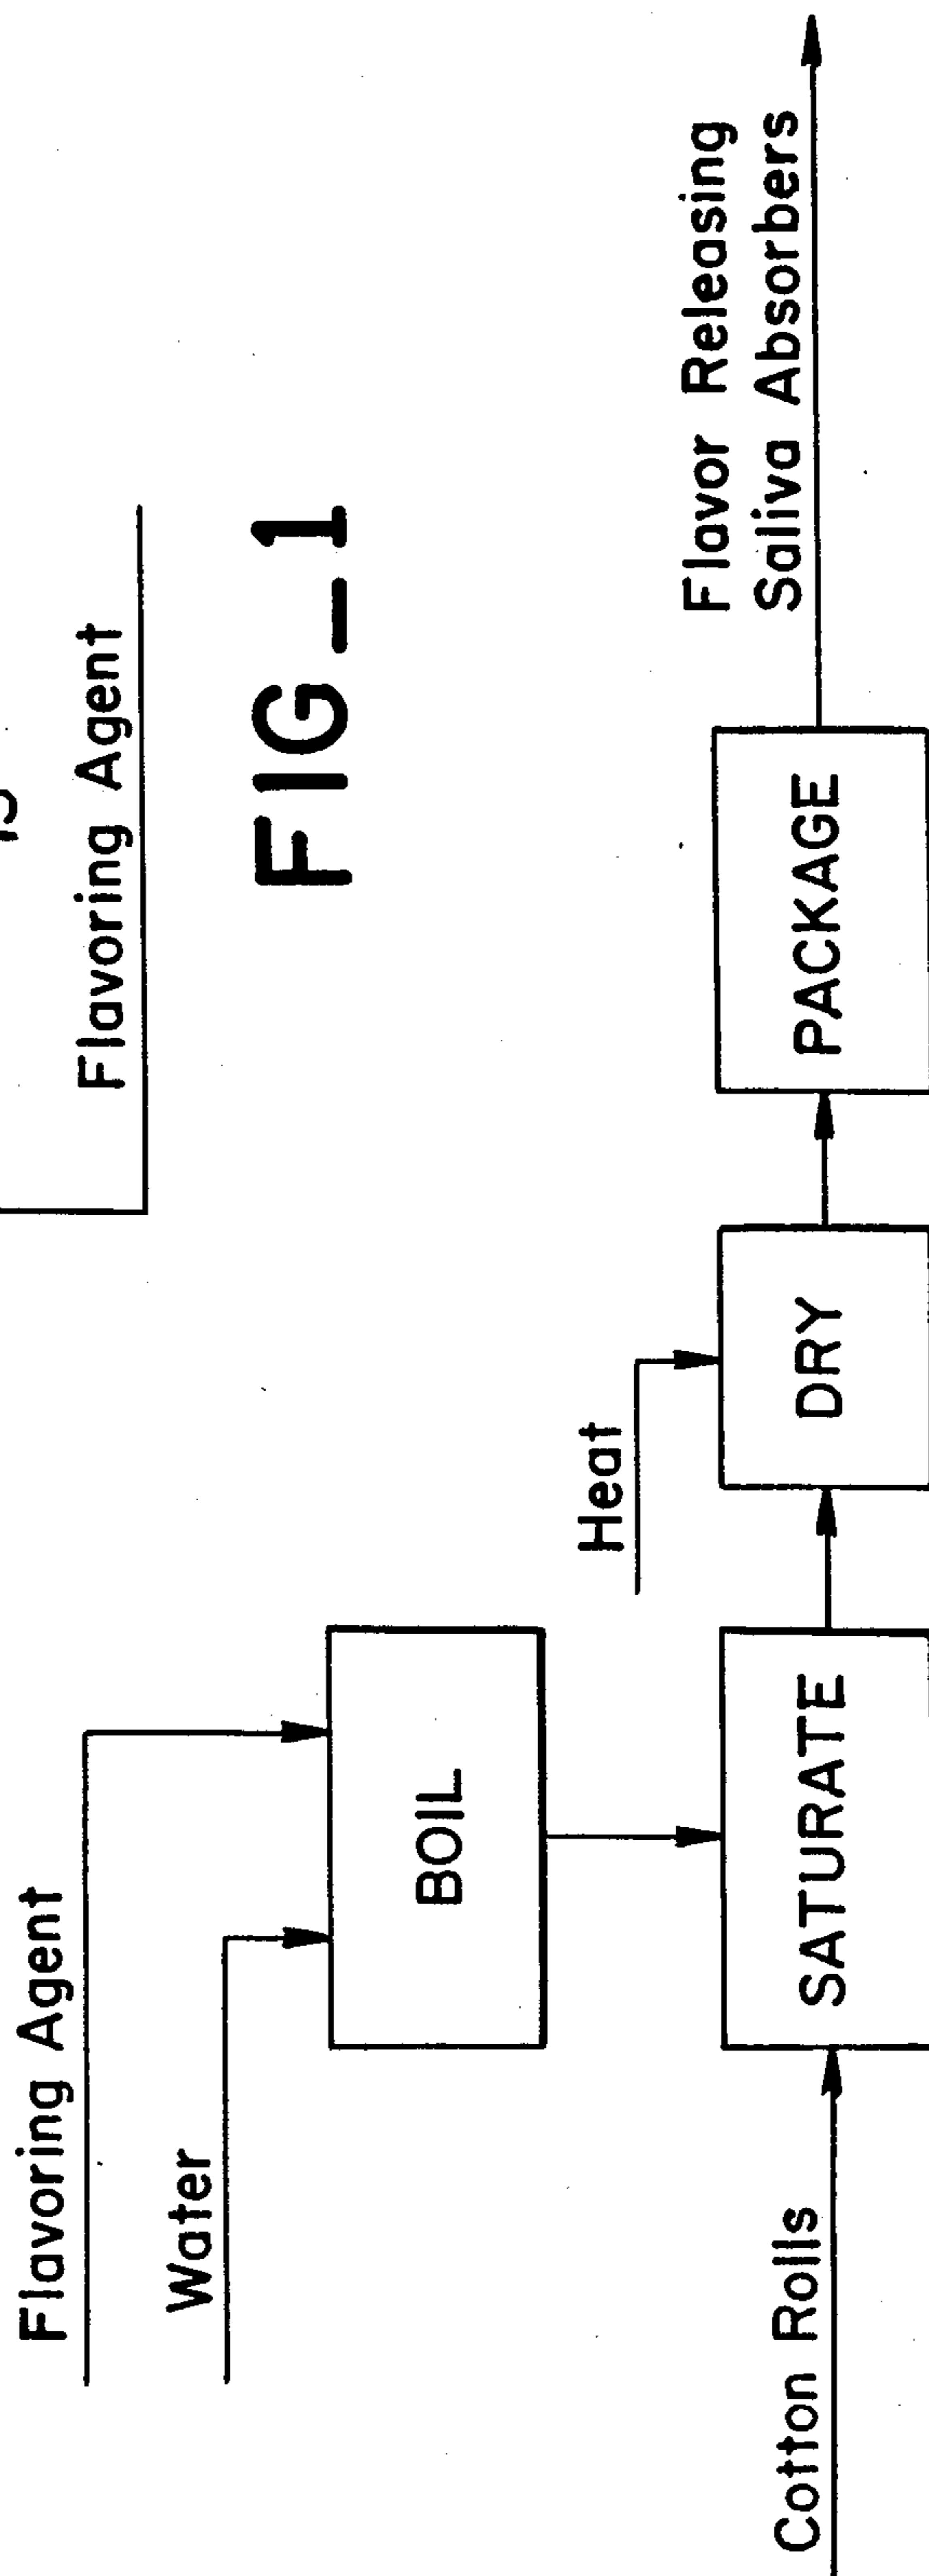 Flavoring Agent
FIG_1
Flavoring Agent
Water
BOIL
Heat
Flavor Releasing
Saliva Absorbers
Cotton Rolls
SATURATE
DRY
PACKAGE